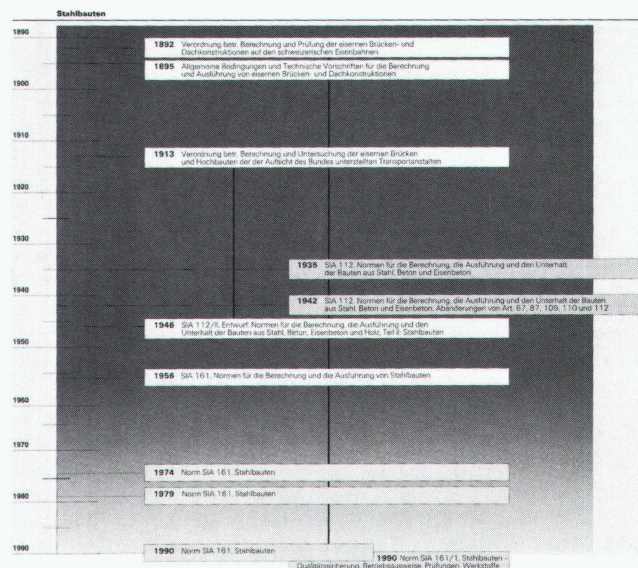 Stahlbauten
1890
1892 Verordnung betr. Berechnung und Prüfung der eisernen Brücken- und
Dachkonstruktionen auf den schweizerischen Eisenbahnen
1895 Allgemeine Bedingungen und Technische Vorschriften für die Berechnung
und Ausführung von eisernen Brücken- und Dachkonstruktionen
1900
1910
1913 Verordnung betr. Berechnung und Untersuchung der eisernen Brücken
und Hochbauten der der Aufsicht des Bundes unterstellten Transportanstalten
1920
1930
1935 SIA 112, Normen für die Berechnung, die Ausführung und den Unterhalt
der Bauten aus Stahl, Beton und Eisenbeton
1940
1942 SIA 112, Normen für die Berechnung, die Ausführung und den Unterhalt der Bauten
aus Stahl, Beton und Eisenbeton, Abänderungen von Art. 67, 87, 109, 110 und 112
1946 SIA 112/II, Entwurf: Normen für die Berechnung, die Ausführung und den
Unterhalt der Bauten aus Stahl, Beton, Eisenbeton und Holz, Teil II: Stahlbauten
1950
1956 SIA 161, Normen für die Berechnung und die Ausführung von Stahlbauten
1960
1970
1974 Norm SIA 161, Stahlbauten
1979 Norm SIA 161, Stahlbauten
1980
1990
1990 Norm SIA 161, Stahlbauten
1990 Norm SIA 161/1, Stahlbauten -
Qualitätssicherung, Betriebsausweise, Prüfungen, Werkstoffe